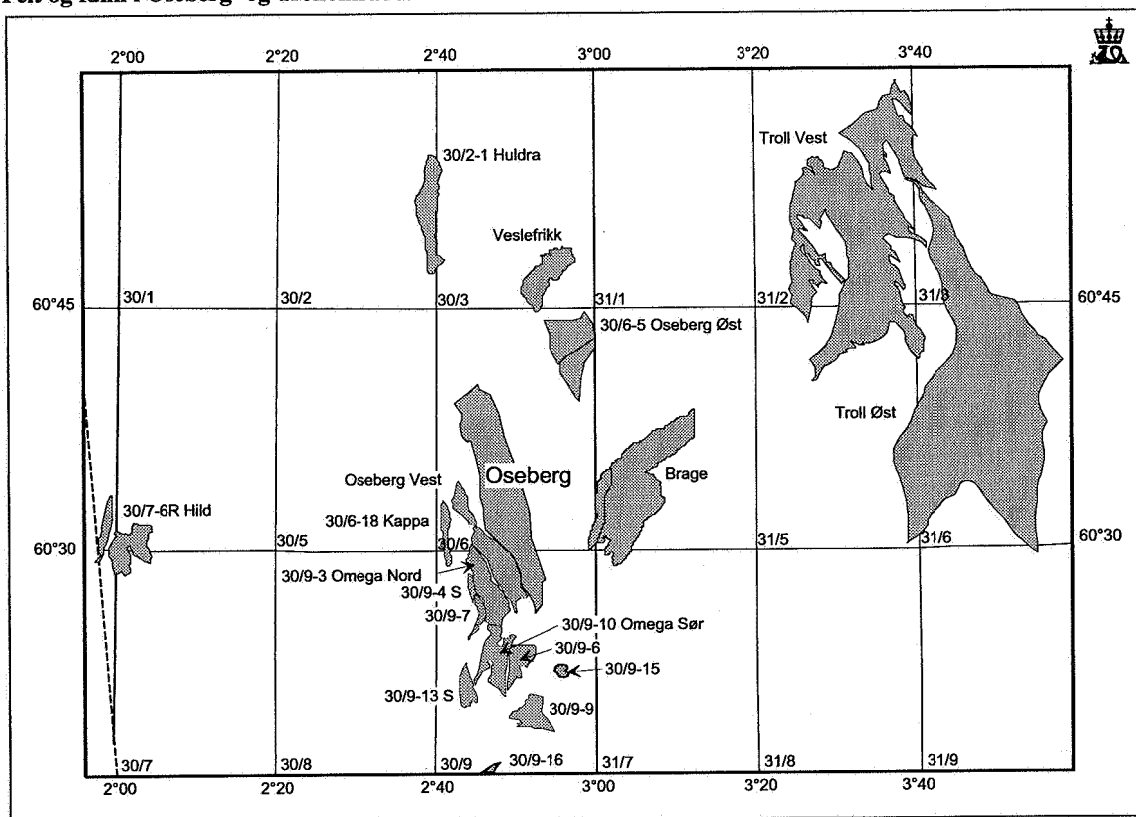 2°00 2°20 2°40 3°00 3°20 3°40
Troll Vest
30/2-1 Huldra
Veslefrikk
60°45 30/1 30/2 30/3 31/1 31/2 31/3 60°45
30/6-5 Oseberg Øst
Troll Øst
Oseberg Vest Oseberg Brage
30/7-6R Hild 30/6-18 Kappa
60°30 30/5 30/6 31/5 31/6 60°30
30/9-3 Omega Nord
30/9-4 S
30/9-7 30/9-10 Omega Sør
30/9-6
30/9-15
30/9-13 S 30/9-9
30/7 30/8 30/9 30/9-16 31/7 31/8 31/9
2°00 2°20 2°40 3°00 3°20 3°40